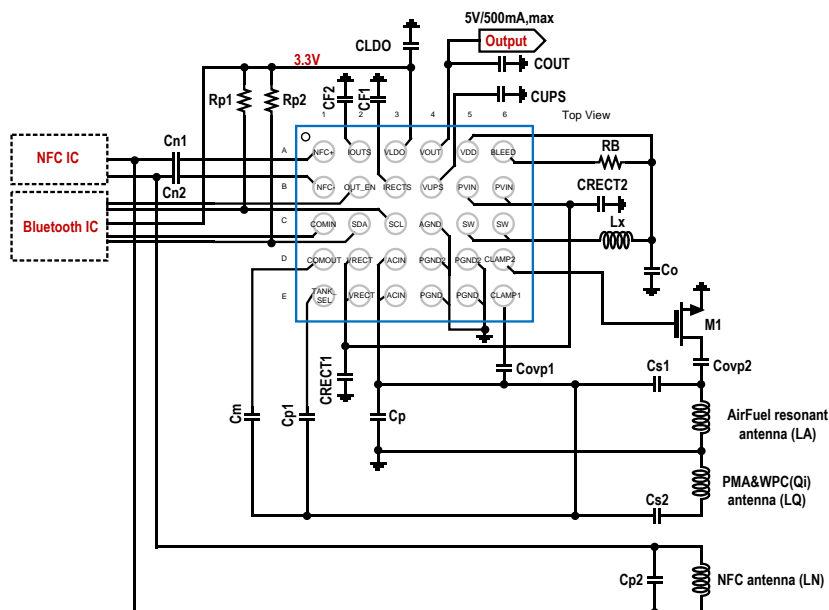 5V/500mA,max
CLDO
Output
3.3V
COUT
Rp1
Rp2
CF2
CF1
CUPS
1
2
3
4
5
6
Top View
NFC IC
Cn1
A
NFC+
IOUTS
VLDO
VOUT
VDD
BLEED
RB
Cn2
B
NFC-
OUT_EN
IRECTS
VUPS
PVIN
PVIN
CRECT2
Bluetooth IC
C
COMIN
SDA
SCL
AGND
SW
SW
Lx
D
COMOUT
VRECT
ACIN
PGND2
PGND2
CLAMP2
Co
E
TANK_
SEL
VRECT
ACIN
PGND
PGND
CLAMP1
M1
CRECT1
Covp1
Cs1
Covp2
Cm
Cp1
Cp
AirFuel resonant
antenna (LA)
PMA&WPC(Qi)
antenna (LQ)
Cs2
Cp2
NFC antenna (LN)